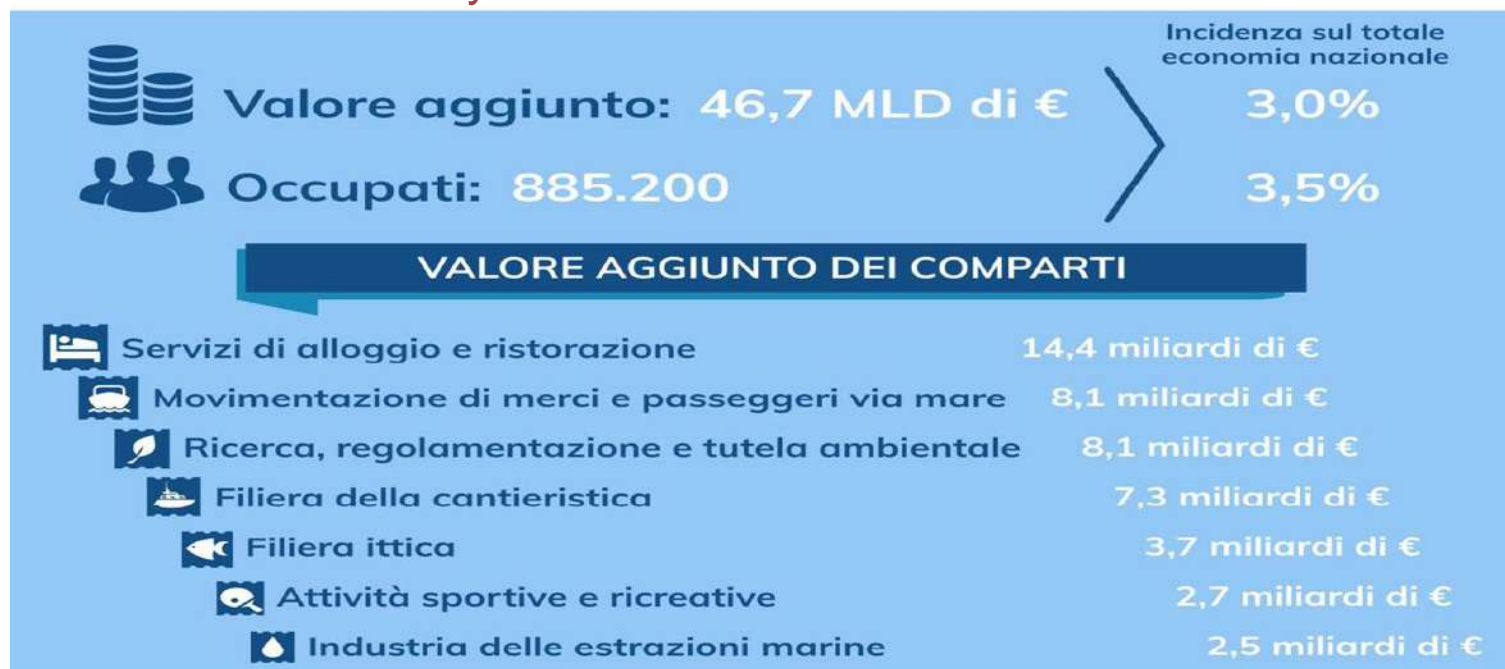 Incidenza sul totale
economia nazionale
Valore aggiunto: 46,7 MLD di € 3,0%
Occupati: 885.200 3,5%
VALORE AGGIUNTO DEI COMPARTI
Servizi di alloggio e ristorazione 14,4 miliardi di €
Movimentazione di merci e passeggeri via mare 8,1 miliardi di €
Ricerca, regolamentazione e tutela ambientale 8,1 miliardi di €
Filiera della cantieristica 7,3 miliardi di €
Filiera ittica 3,7 miliardi di €
Attività sportive e ricreative 2,7 miliardi di €
Industria delle estrazioni marine 2,5 miliardi di €